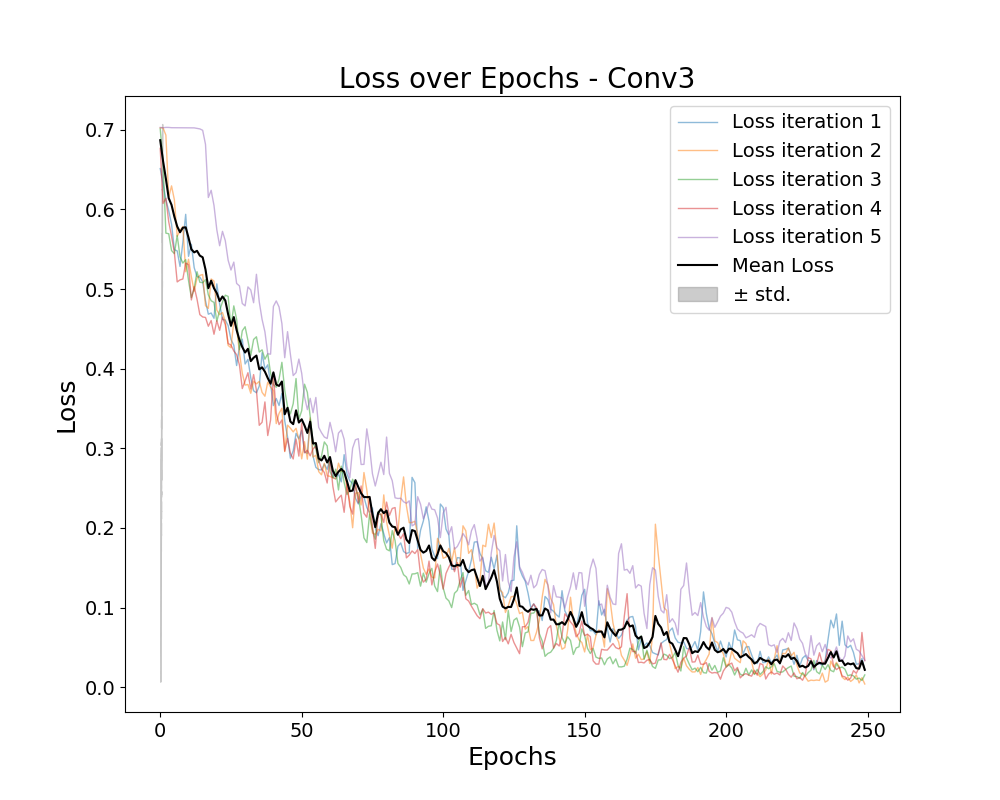 Loss over Epochs - Conv3
Loss iteration 1
Loss iteration 2
Loss iteration 3
Loss iteration 4
Loss iteration 5
Mean Loss
± std.
Loss
0.7
0.6
0.5
0.4
0.3
0.2
0.1
0.0
0 50 100 150 200 250
Epochs